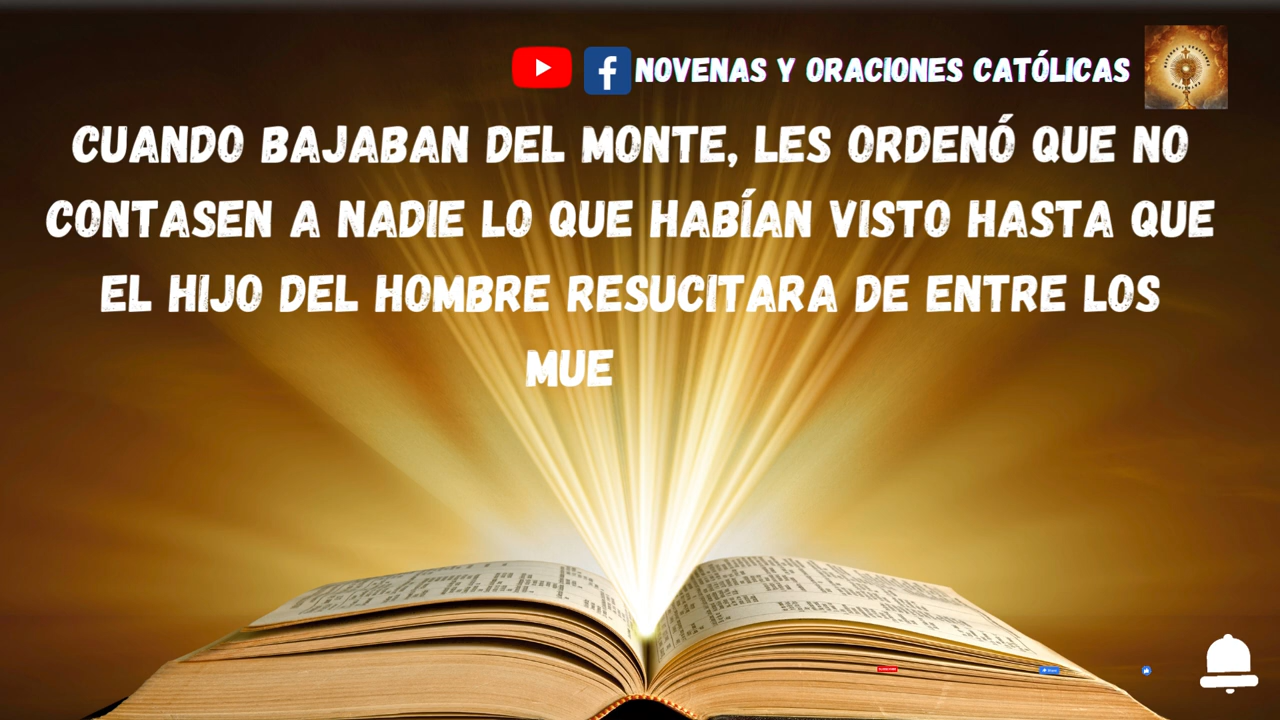 NOVENAS Y ORACIONES CATÓLICAS
CUANDO BAJABAN DEL MONTE, LES ORDENÓ QUE NO
CONTASEN A NADIE LO QUE HABÍAN VISTO HASTA QUE
EL HIJO DEL HOMBRE RESUCITARA DE ENTRE LOS
MUE